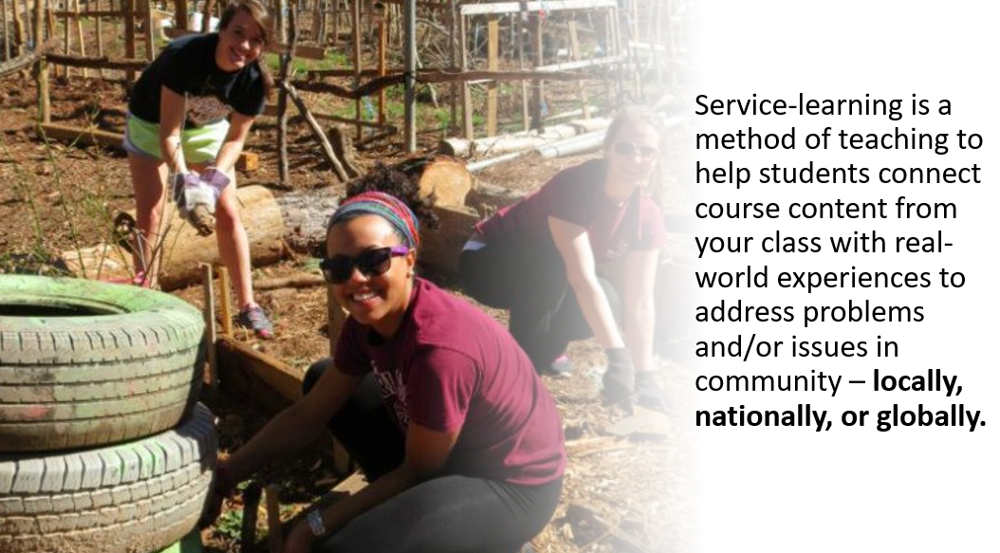 Service-learning is a
method of teaching to
help students connect
course content from
your class with real-
world experiences to
address problems
and/or issues in
community – locally,
nationally, or globally.